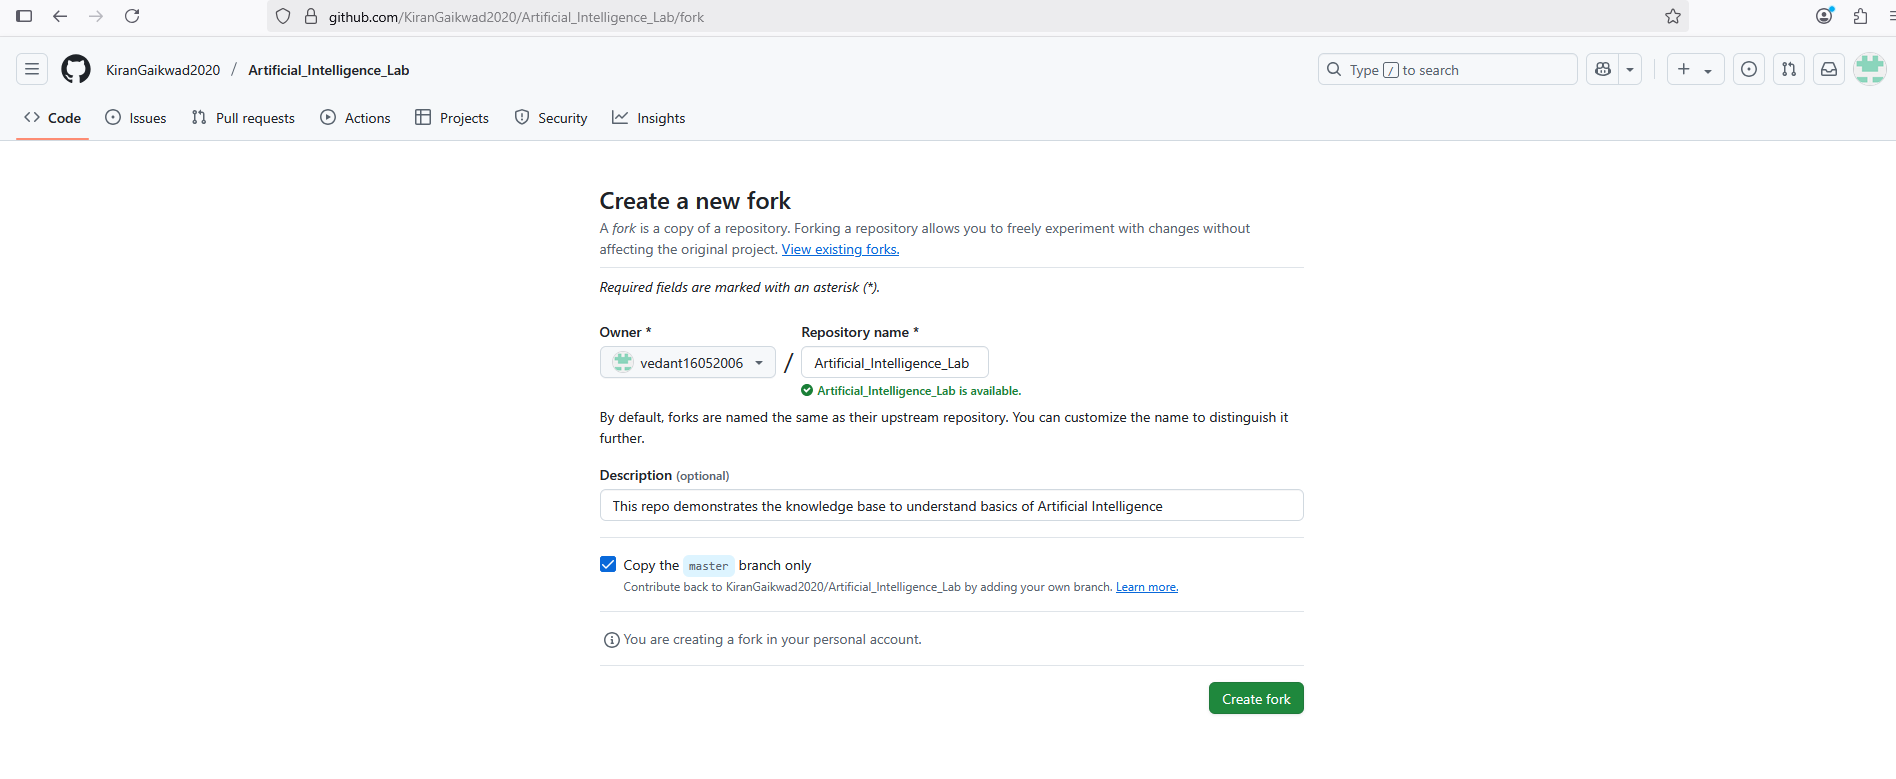 github.com/KiranGaikwad2020/Artificial_Intelligence_Lab/fork
KiranGaikwad2020 / Artificial_Intelligence_Lab
Type / to search
Code Issues Pull requests Actions Projects Security Insights
Create a new fork
A fork is a copy of a repository. Forking a repository allows you to freely experiment with changes without
affecting the original project. View existing forks.
Required fields are marked with an asterisk (*).
Owner * Repository name *
vedant16052006 / Artificial_Intelligence_Lab
Artificial_Intelligence_Lab is available.
By default, forks are named the same as their upstream repository. You can customize the name to distinguish it
further.
Description (optional)
This repo demonstrates the knowledge base to understand basics of Artificial Intelligence
Copy the master branch only
Contribute back to KiranGaikwad2020/Artificial_Intelligence_Lab by adding your own branch. Learn more.
You are creating a fork in your personal account.
Create fork